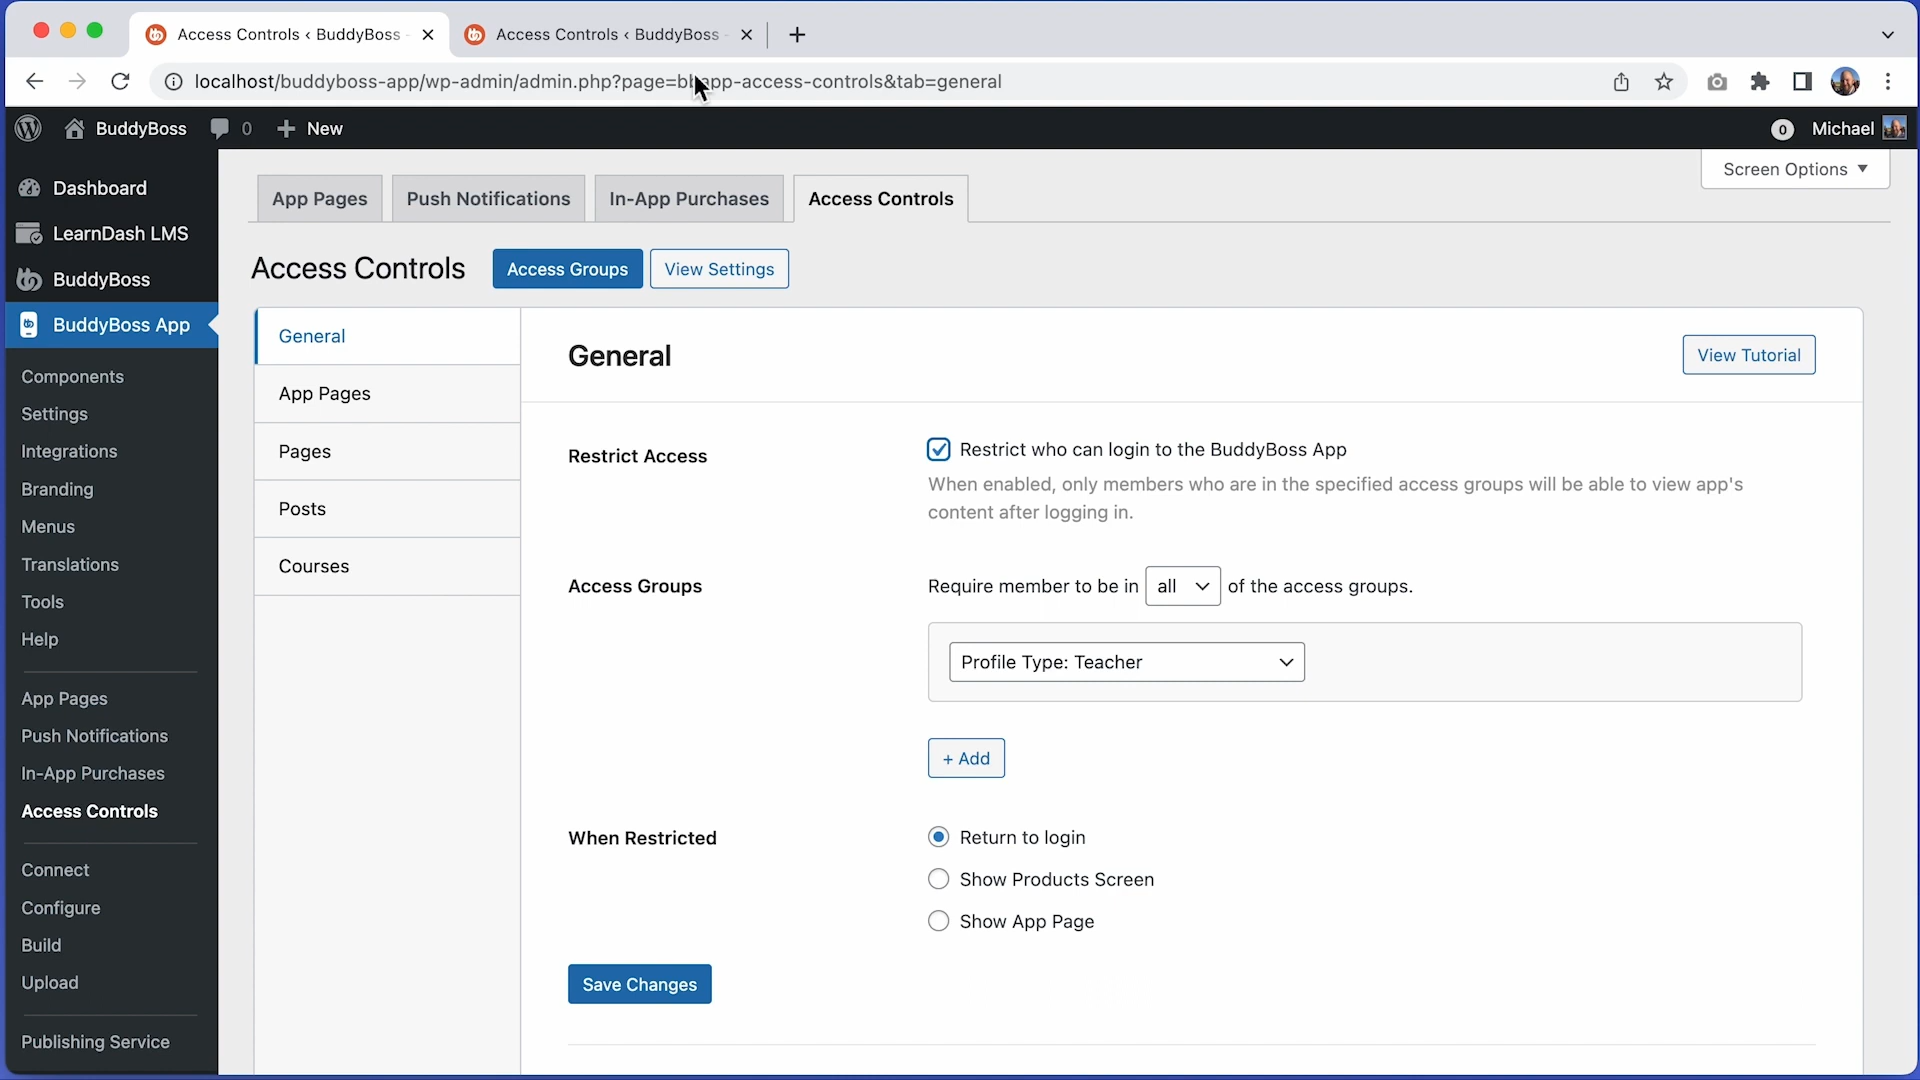 Access Controls ‹ BuddyBoss
Access Controls ‹ BuddyBoss
localhost/buddyboss-app/wp-admin/admin.php?page=bbapp-access-controls&tab=general
BuddyBoss
0
New
0
Michael
Dashboard
LearnDash LMS
BuddyBoss
BuddyBoss App
Components
Settings
Integrations
Branding
Menus
Translations
Tools
Help
App Pages
Push Notifications
In-App Purchases
Access Controls
Connect
Configure
Build
Upload
Publishing Service
Screen Options
App Pages
Push Notifications
In-App Purchases
Access Controls
Access Controls
Access Groups
View Settings
General
App Pages
Pages
Posts
Courses
General
View Tutorial
Restrict Access
Restrict who can login to the BuddyBoss App
When enabled, only members who are in the specified access groups will be able to view app's
content after logging in.
Access Groups
Require member to be in all of the access groups.
Profile Type: Teacher
+ Add
When Restricted
Return to login
Show Products Screen
Show App Page
Save Changes